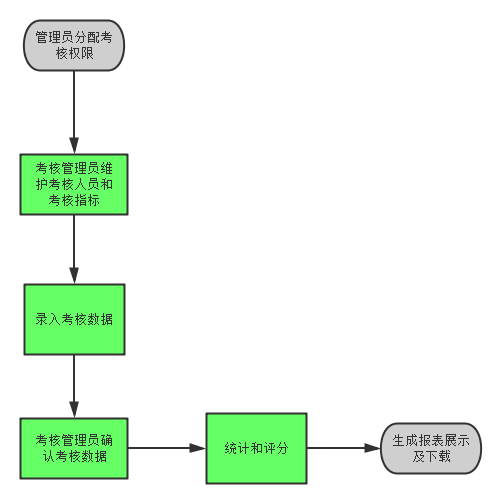 管理员分配考
核权限
考核管理员维
护考核人员和
考核指标
录入考核数据
考核管理员确
认考核数据
统计和评分
生成报表展示
及下载